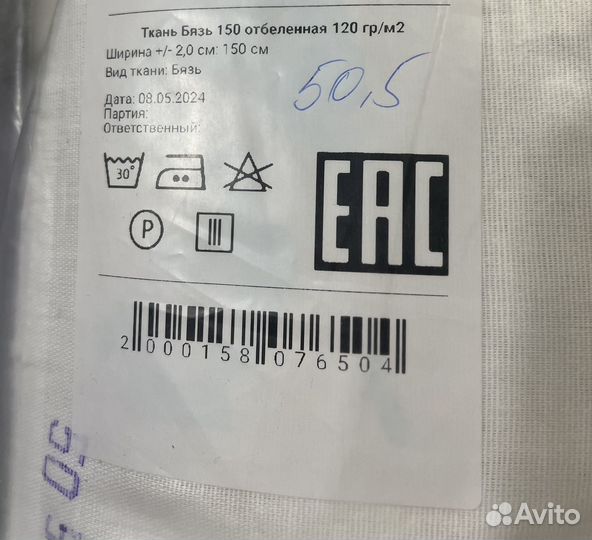 Ткань Бязь 150 отбеленная 120 гр/м2
Ширина +/- 2,0 см: 150 см
Вид ткани: Бязь
50,5
Дата: 08.05.2024
Партия:
Ответственный:
30°
P
EAC
2 000158 076504
50
Avito